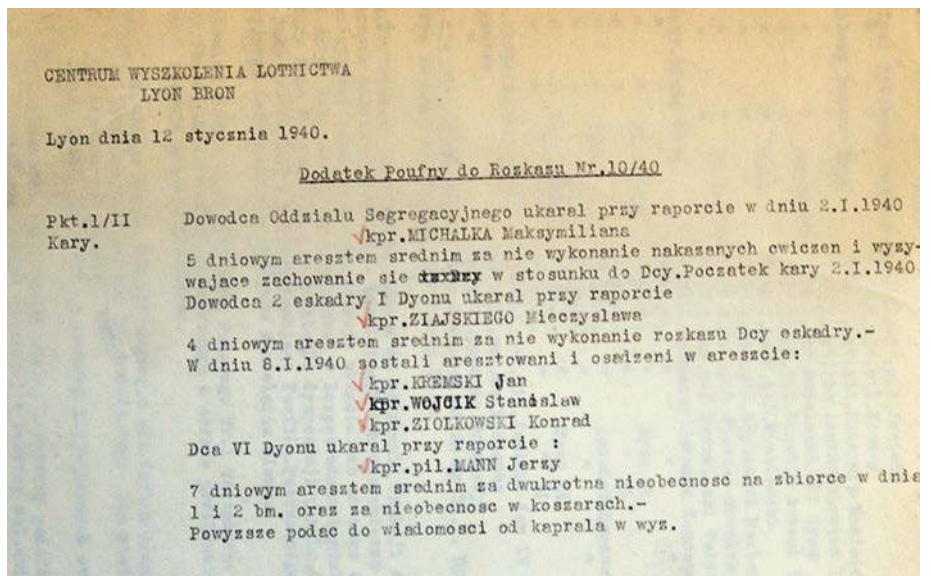 CENTRUM WYSZKOLENIA LOTNICTWA
LYON BRON
Lyon dnia 12 stycznia 1940.
Dodatek Poufny do Rozkazu Nr.10/40
Pkt.1/II Dowodca Oddzialu Segregacyjnego ukaral przy raporcie w dniu 2.I.1940
Kary. kpr.MICHALKA Maksymiliana
5 dniowym aresztem srednim za nie wykonanie nakazanych cwiczen i wyzy-
wajace zachowanie sie w stosunku do Dcy.Poczatek kary 2.I.1940
Dowodca 2 eskadry I Dyonu ukaral przy raporcie
kpr.ZIAJSKIEGO Mieczyslawa
4 dniowym aresztem srednim za nie wykonanie rozkazu Dcy eskadry.-
W dniu 8.I.1940 zostali aresztowani i osadzeni w areszcie:
kpr.KREMSKI Jan
kpr.WOJCIK Stanislaw
kpr.ZIOLKOWSKI Konrad
Dca VI Dyonu ukaral przy raporcie :
kpr.pil.MANN Jerzy
7 dniowym aresztem srednim za dwukrotna nieobecnosc na zbiorce w dnia
1 i 2 bm. oraz za nieobecnosc w koszarach.-
Powyzsze podac do wiadomosci od kaprala w wyz.